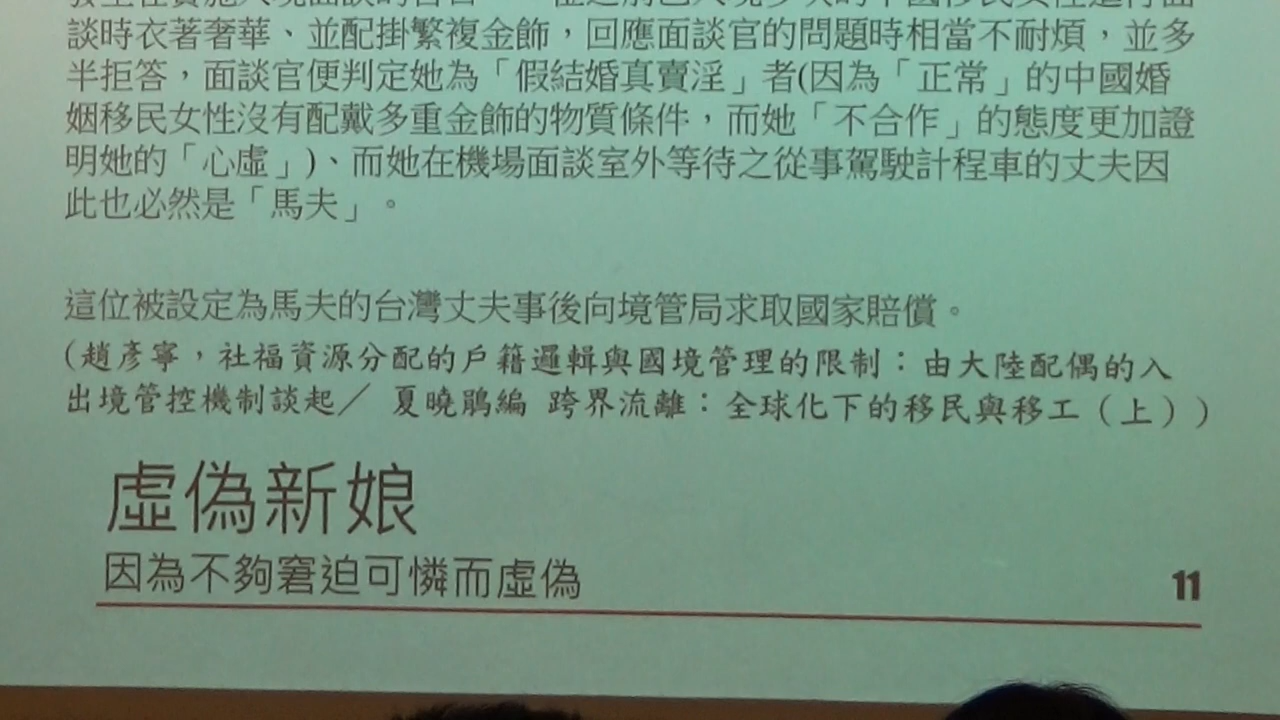 談時衣著奢華、並配掛繁複金飾，回應面談官的問題時相當不耐煩，並多
半拒答，面談官便判定她為「假結婚真賣淫」者(因為「正常」的中國婚
姻移民女性沒有配戴多重金飾的物質條件，而她「不合作」的態度更加證
明她的「心虛」)、而她在機場面談室外等待之從事駕駛計程車的丈夫因
此也必然是「馬夫」。
這位被設定為馬夫的台灣丈夫事後向境管局求取國家賠償。
(趙彥寧，社福資源分配的戶籍邏輯與國境管理的限制：由大陸配偶的入
出境管控機制談起／ 夏曉鵑編 跨界流離：全球化下的移民與移工（上）)
虛偽新娘
因為不夠窘迫可憐而虛偽
11